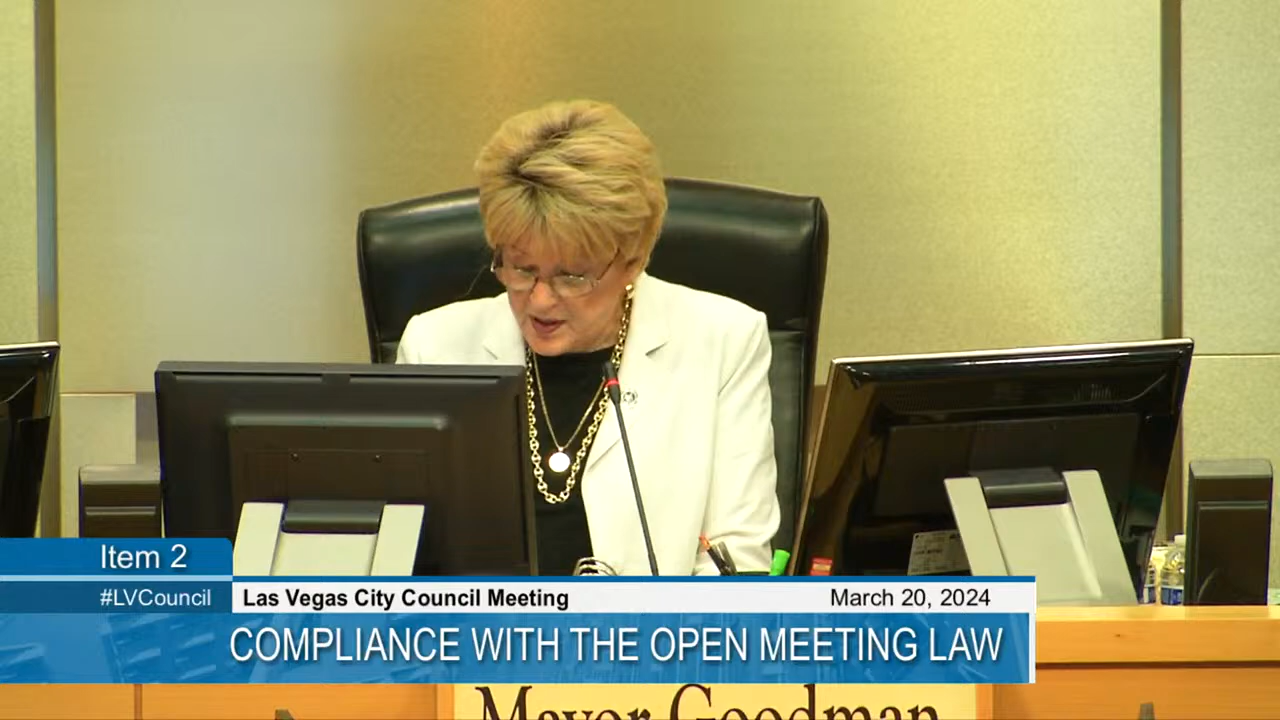 Item 2
#LVCouncil
Las Vegas City Council Meeting
March 20, 2024
COMPLIANCE WITH THE OPEN MEETING LAW
Mayor Goodman